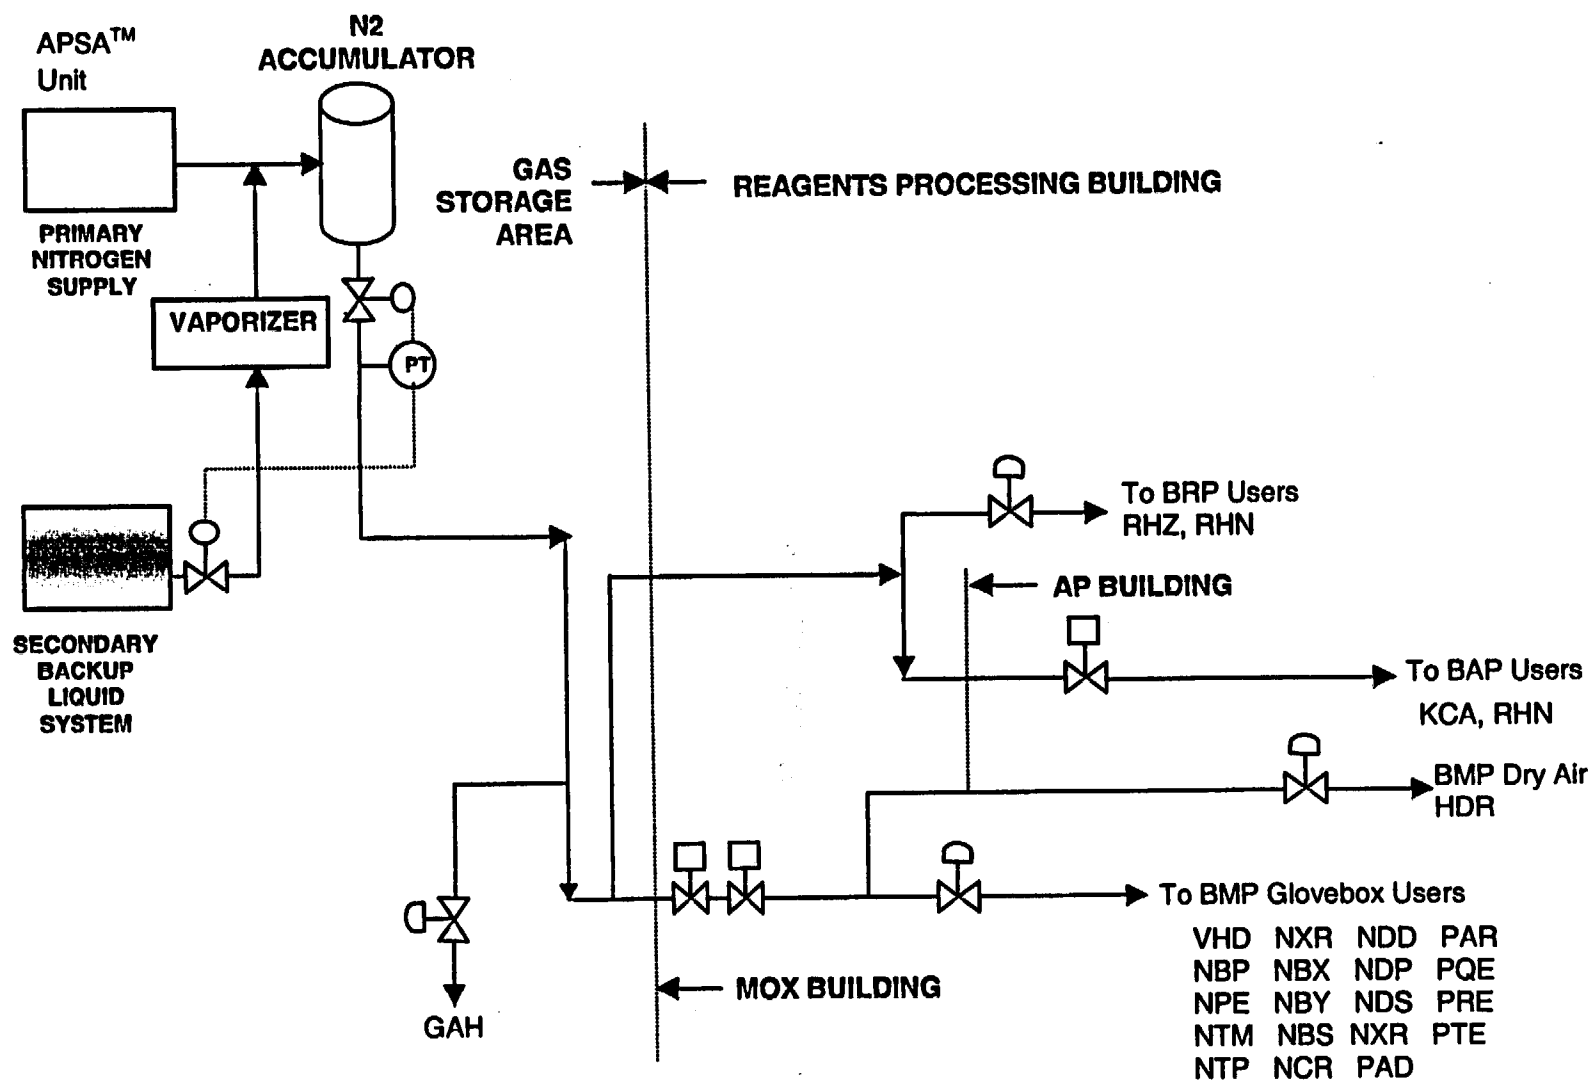 APSA™
Unit
N2
ACCUMULATOR
PRIMARY
NITROGEN
SUPPLY
VAPORIZER
PT
GAS
STORAGE
AREA
REAGENTS PROCESSING BUILDING
SECONDARY
BACKUP
LIQUID
SYSTEM
To BRP Users
RHZ, RHN
AP BUILDING
To BAP Users
KCA, RHN
BMP Dry Air
HDR
To BMP Glovebox Users
VHD NXR NDD PAR
NBP NBX NDP PQE
NPE NBY NDS PRE
NTM NBS NXR PTE
NTP NCR PAD
MOX BUILDING
GAH